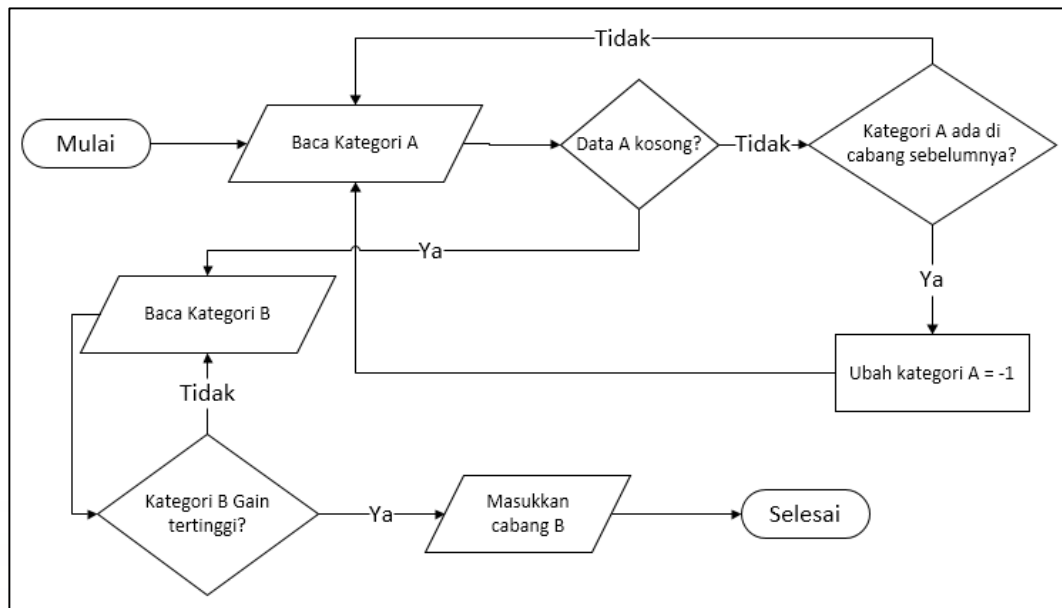 Tidak
Mulai
Baca Kategori A
Data A kosong?
Tidak
Kategori A ada di
cabang sebelumnya?
Ya
Ya
Baca Kategori B
Ubah kategori A = -1
Tidak
Kategori B Gain
tertinggi?
Ya
Masukkan
cabang B
Selesai